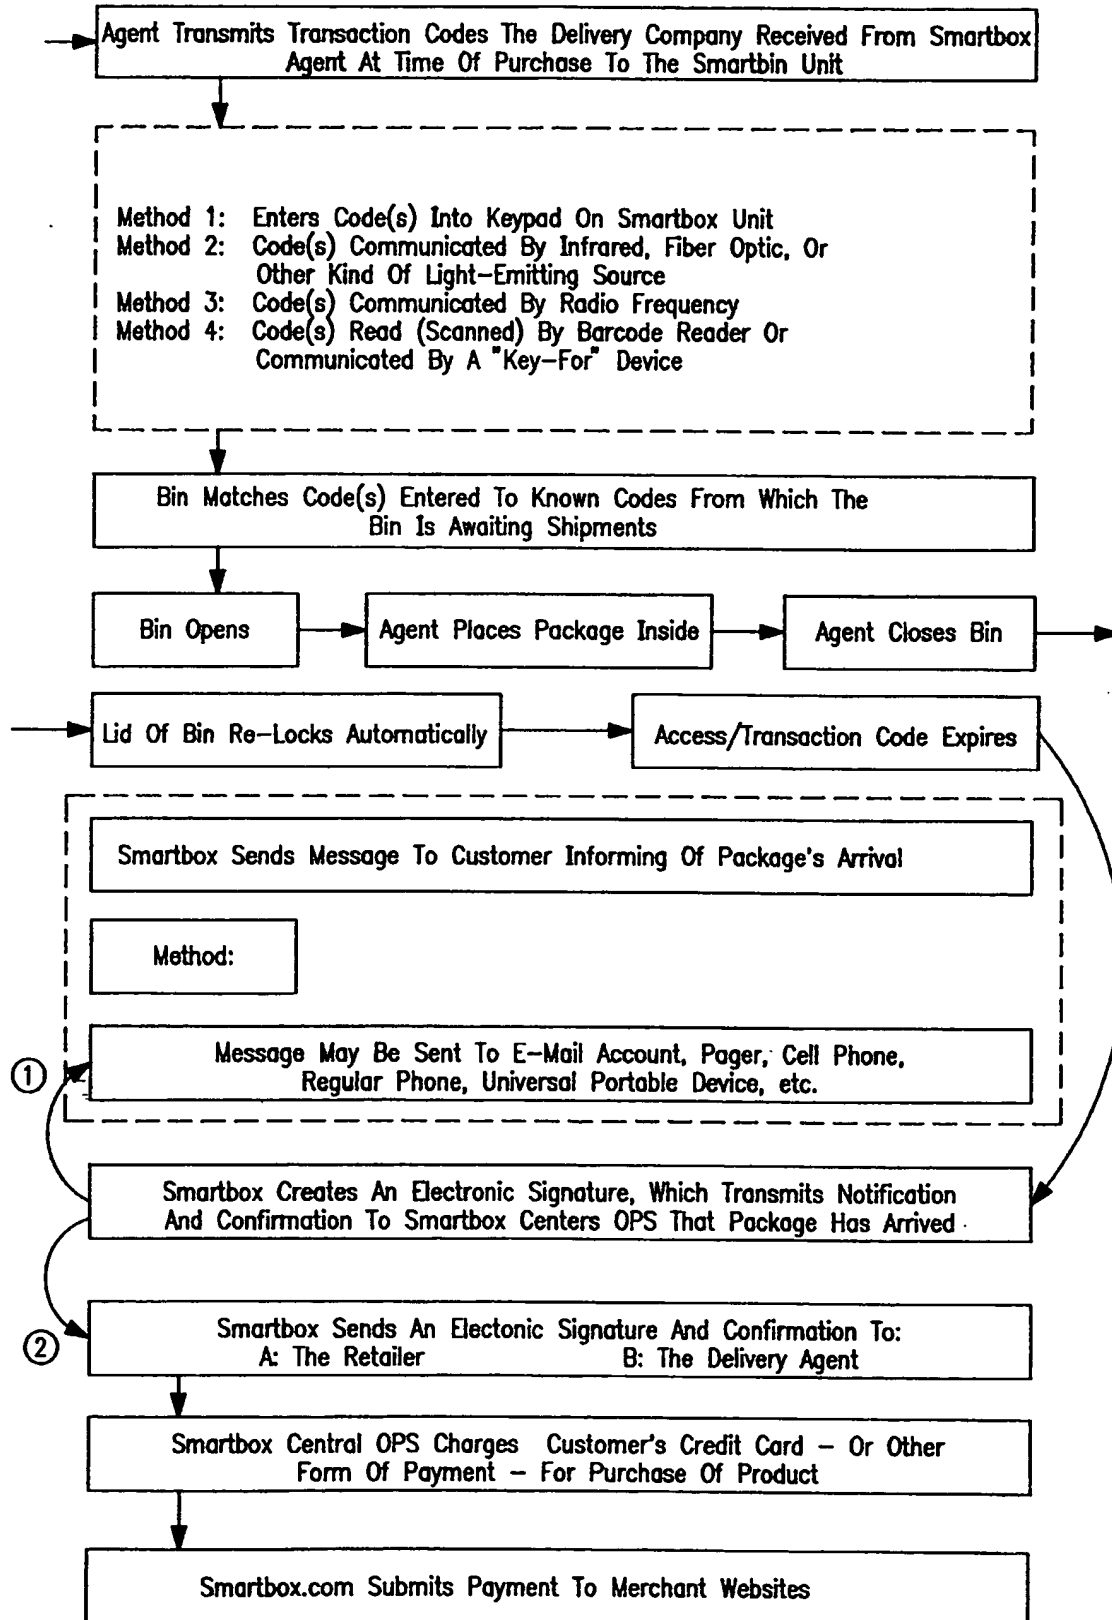 Agent Transmits Transaction Codes The Delivery Company Received From Smartbox
Agent At Time Of Purchase To The Smartbin Unit
Method 1: Enters Code(s) Into Keypad On Smartbox Unit
Method 2: Code(s) Communicated By Infrared, Fiber Optic, Or
Other Kind Of Light-Emitting Source
Method 3: Code(s) Communicated By Radio Frequency
Method 4: Code(s) Read (Scanned) By Barcode Reader Or
Communicated By A "Key-For" Device
Bin Matches Code(s) Entered To Known Codes From Which The
Bin Is Awaiting Shipments
Bin Opens
Agent Places Package Inside
Agent Closes Bin
Lid Of Bin Re-Locks Automatically
Access/Transaction Code Expires
Smartbox Sends Message To Customer Informing Of Package's Arrival
Method:
Message May Be Sent To E-Mail Account, Pager, Cell Phone,
Regular Phone, Universal Portable Device, etc.
1
Smartbox Creates An Electronic Signature, Which Transmits Notification
And Confirmation To Smartbox Centers OPS That Package Has Arrived
2
Smartbox Sends An Electonic Signature And Confirmation To:
A: The Retailer B: The Delivery Agent
Smartbox Central OPS Charges Customer's Credit Card - Or Other
Form Of Payment - For Purchase Of Product
Smartbox.com Submits Payment To Merchant Websites